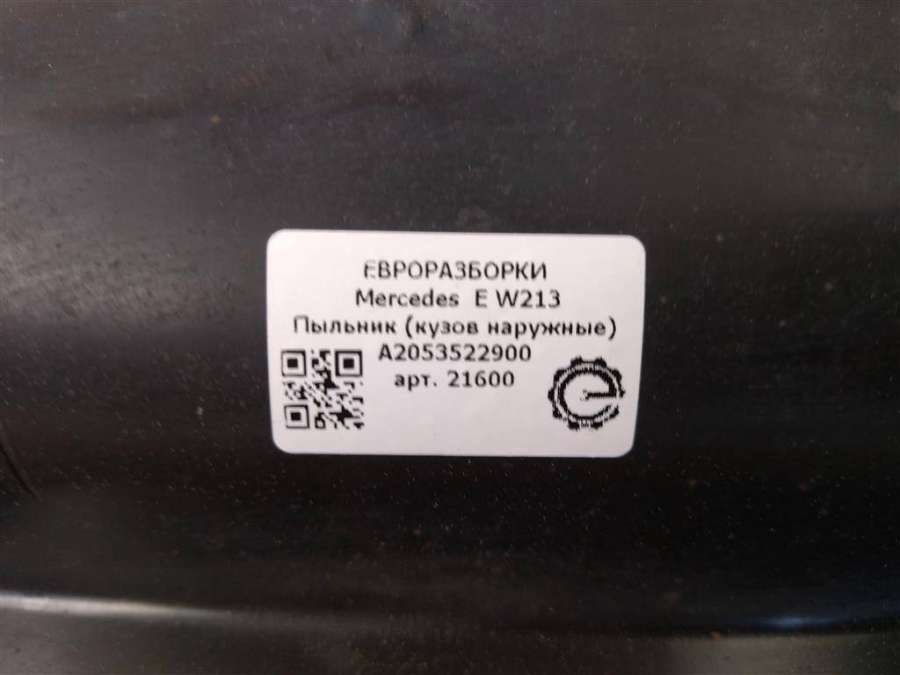 ЕВРОРАЗБОРКИ
Mercedes E W213
Пыльник (кузов наружные)
A2053522900
арт. 21600